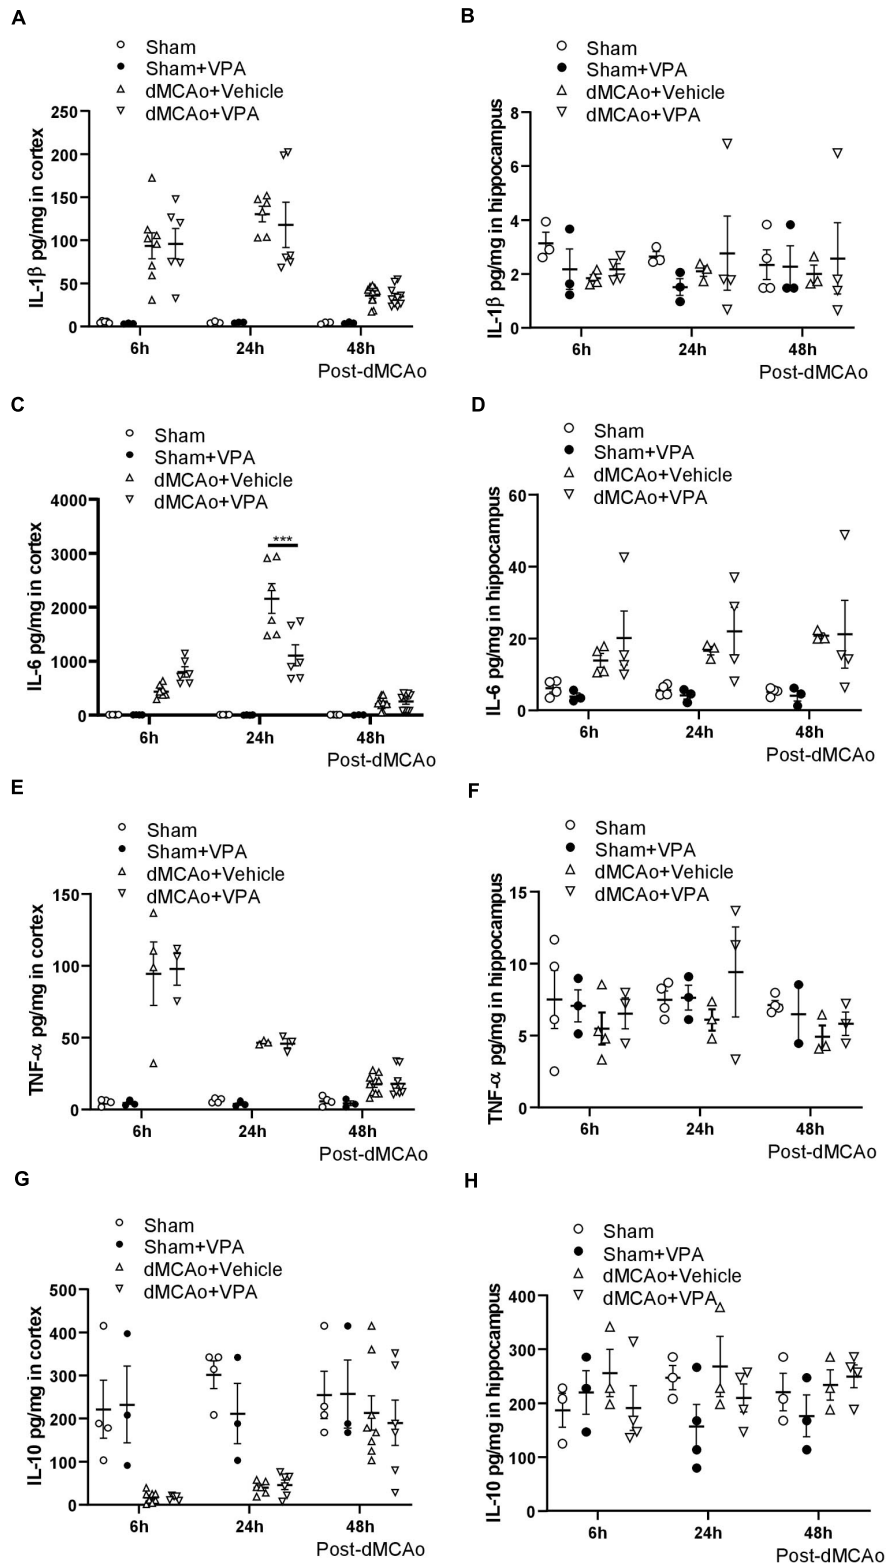 A
Sham
Sham+VPA
dMCAo+Vehicle
dMCAo+VPA
IL-1β pg/mg in cortex
250
200
150
100
50
0
6h
24h
48h
Post-dMCAo
B
Sham
Sham+VPA
dMCAo+Vehicle
dMCAo+VPA
IL-1β pg/mg in hippocampus
8
6
4
2
0
6h
24h
48h
Post-dMCAo
C
Sham
Sham+VPA
dMCAo+Vehicle
dMCAo+VPA
IL-6 pg/mg in cortex
4000
3000
2000
1000
0
***
6h
24h
48h
Post-dMCAo
D
Sham
Sham+VPA
dMCAo+Vehicle
dMCAo+VPA
IL-6 pg/mg in hippocampus
60
40
20
0
6h
24h
48h
Post-dMCAo
E
Sham
Sham+VPA
dMCAo+Vehicle
dMCAo+VPA
TNF-α pg/mg in cortex
150
100
50
0
6h
24h
48h
Post-dMCAo
F
Sham
Sham+VPA
dMCAo+Vehicle
dMCAo+VPA
TNF-α pg/mg in hippocampus
15
10
5
0
6h
24h
48h
Post-dMCAo
G
Sham
Sham+VPA
dMCAo+Vehicle
dMCAo+VPA
IL-10 pg/mg in cortex
500
400
300
200
100
0
6h
24h
48h
Post-dMCAo
H
Sham
Sham+VPA
dMCAo+Vehicle
dMCAo+VPA
IL-10 pg/mg in hippocampus
400
300
200
100
0
6h
24h
48h
Post-dMCAo